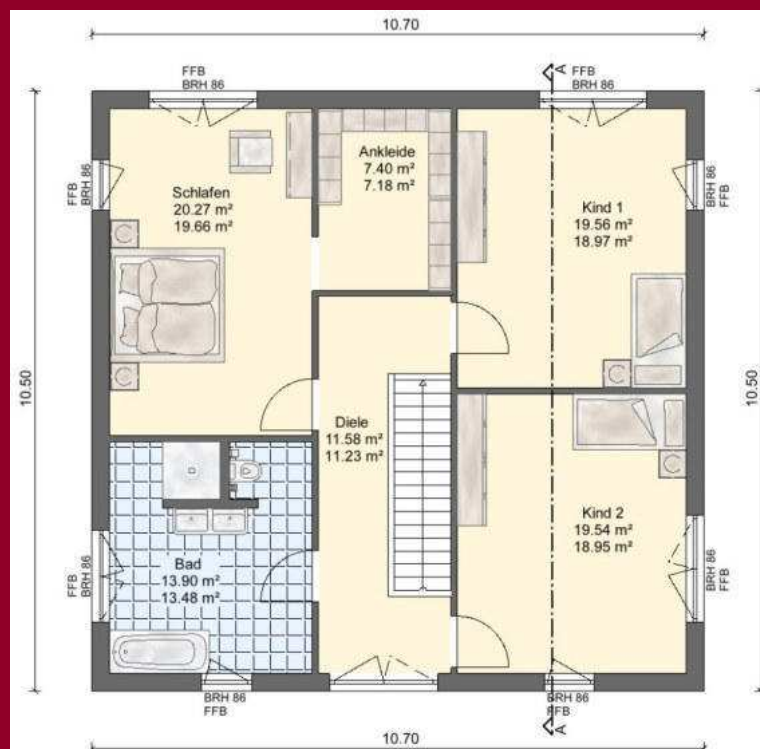 10.70
FFB
BRH 86
A
FFB
BRH 86
10.50
10.50
FFB
BRH 86
Schlafen
20.27 m²
19.66 m²
Ankleide
7.40 m²
7.18 m²
Kind 1
19.56 m²
18.97 m²
BRH 86
FFB
Diele
11.58 m²
11.23 m²
Kind 2
19.54 m²
18.95 m²
FFB
BRH 86
Bad
13.90 m²
13.48 m²
BRH 86
FFB
BRH 86
FFB
BRH 86
FFB
A
10.70